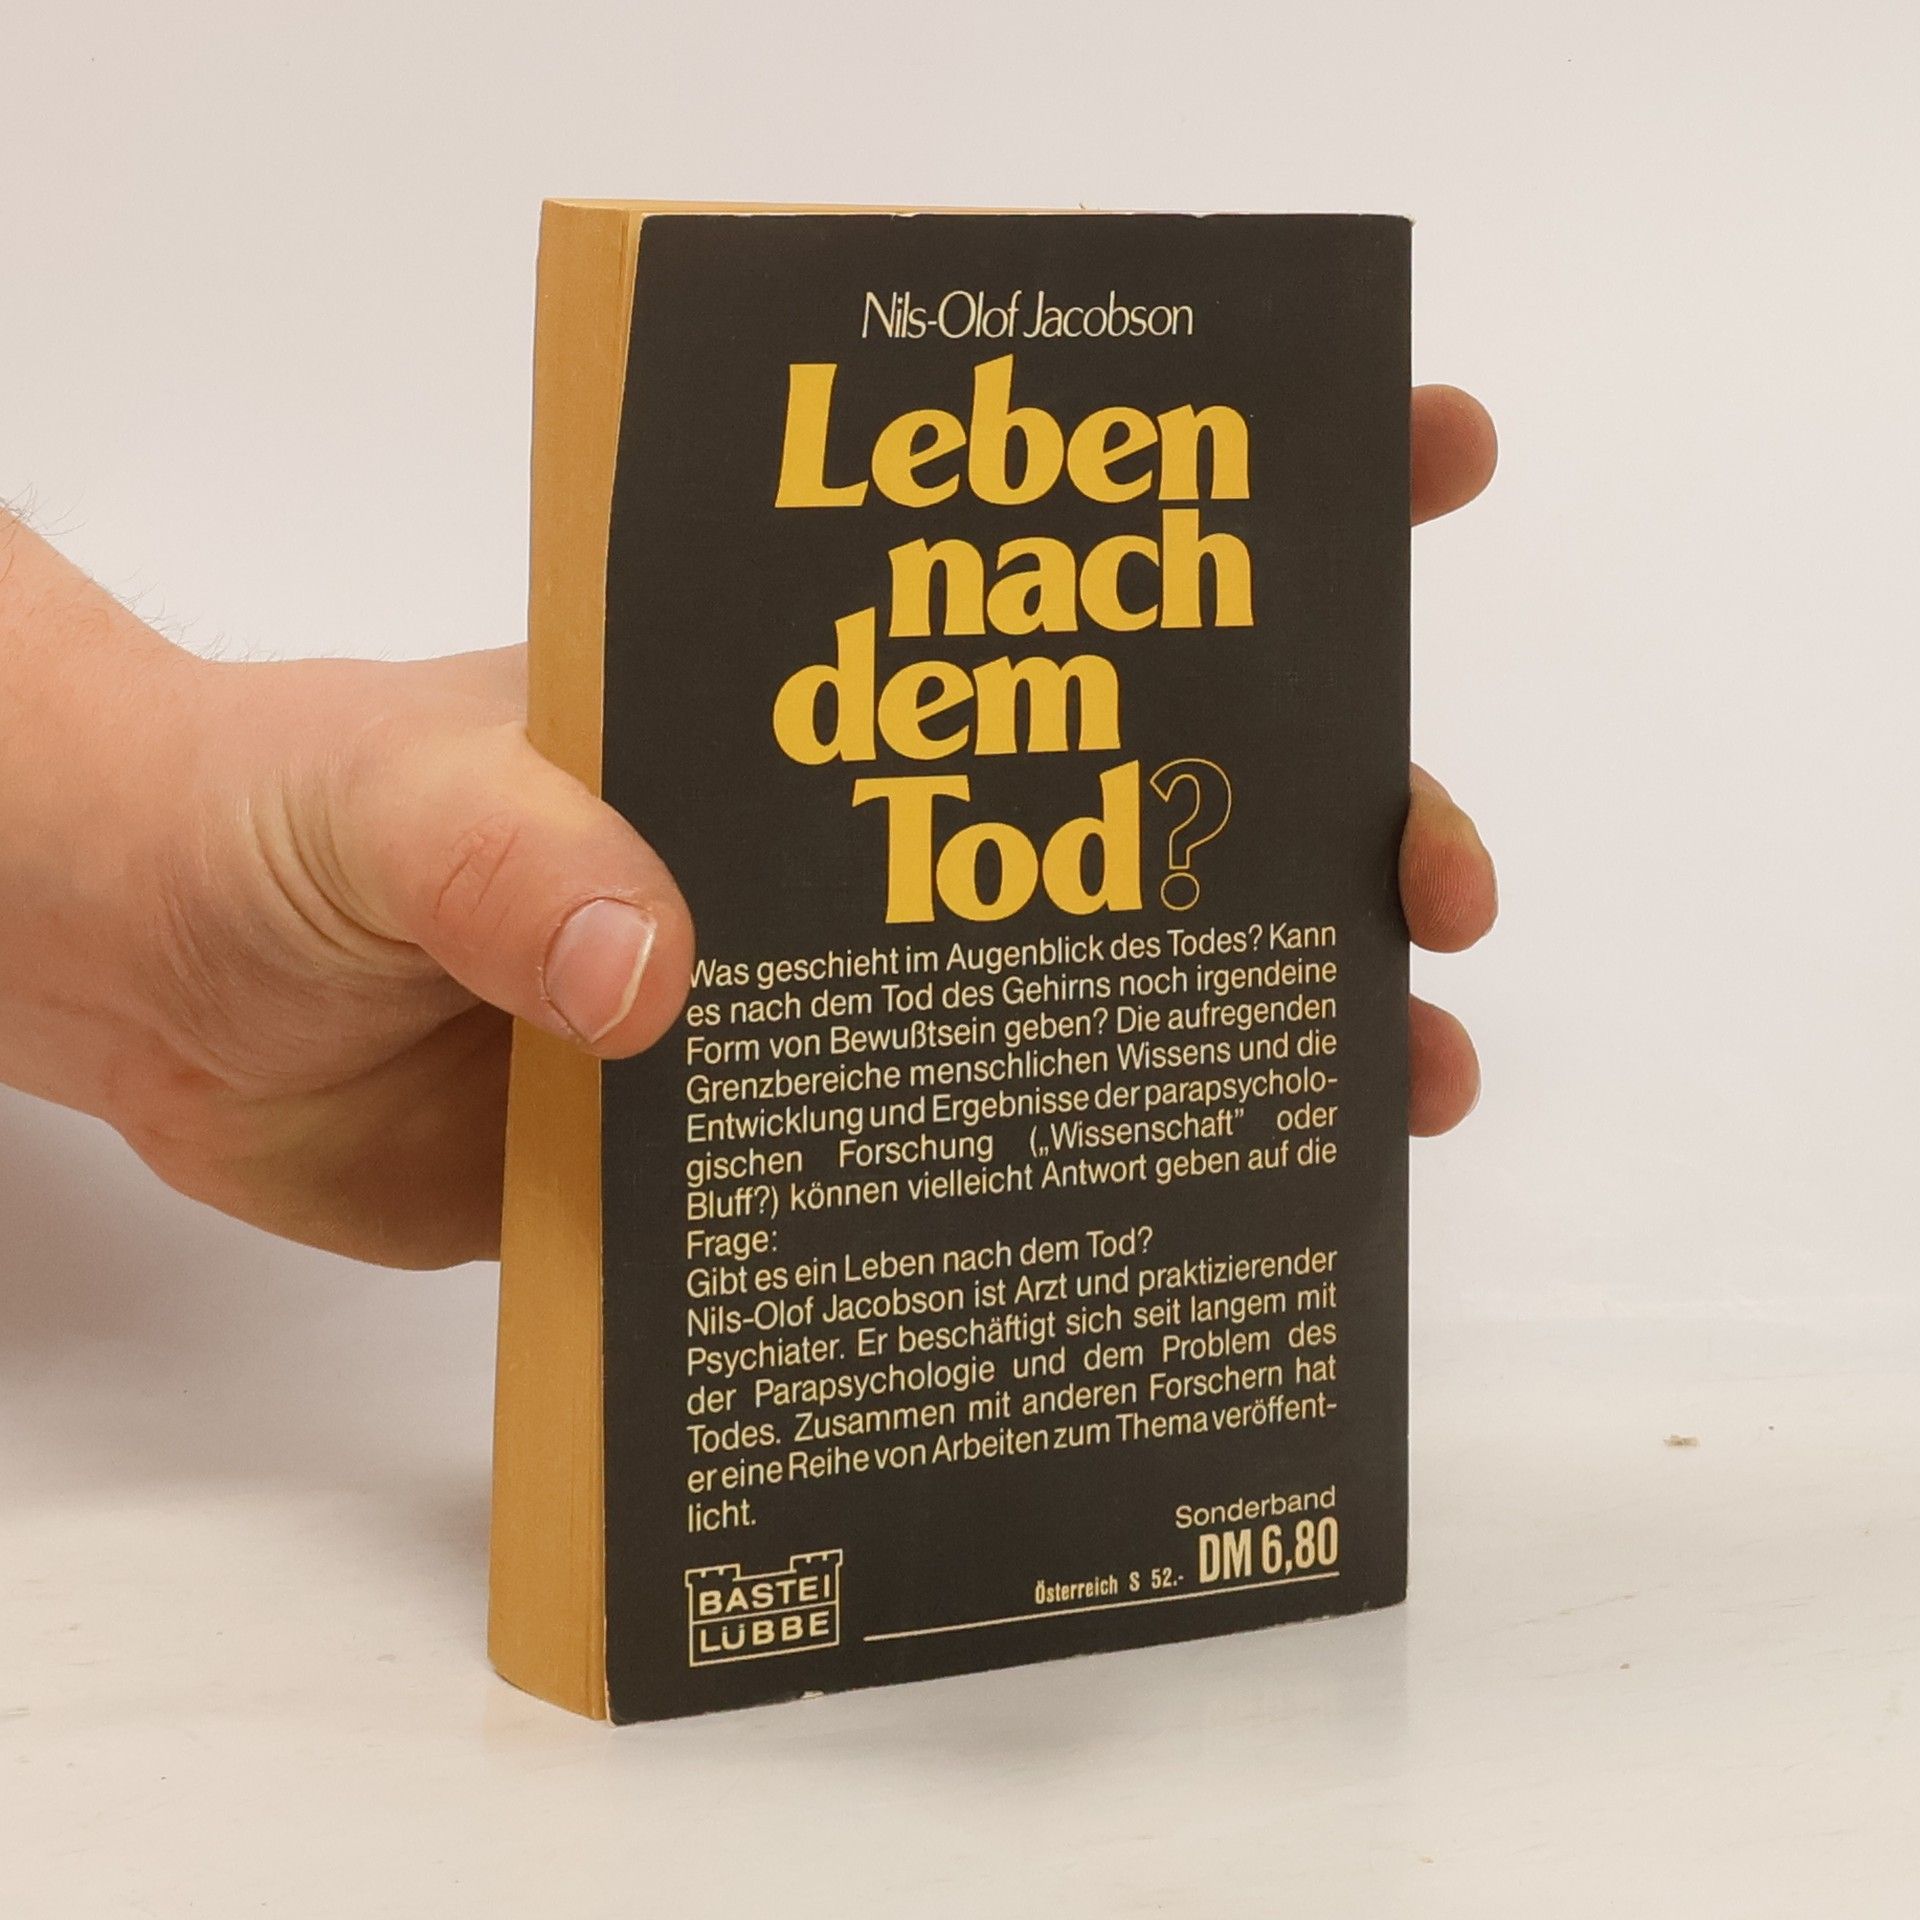 Nils-Olof Jacobson
Leben
nach
dem
Tod?
Was geschieht im Augenblick des Todes? Kann
es nach dem Tod des Gehirns noch irgendeine
Form von Bewußtsein geben? Die aufregenden
Grenzbereiche menschlichen Wissens und die
Entwicklung und Ergebnisse der parapsycholo-
gischen Forschung („Wissenschaft” oder
Bluff?) können vielleicht Antwort geben auf die
Frage:
Gibt es ein Leben nach dem Tod?
Nils-Olof Jacobson ist Arzt und praktizierender
Psychiater. Er beschäftigt sich seit langem mit
der Parapsychologie und dem Problem des
Todes. Zusammen mit anderen Forschern hat
er eine Reihe von Arbeiten zum Thema veröffent-
licht.
Sonderband
Österreich S 52.- DM 6,80
BASTEI
LÜBBE